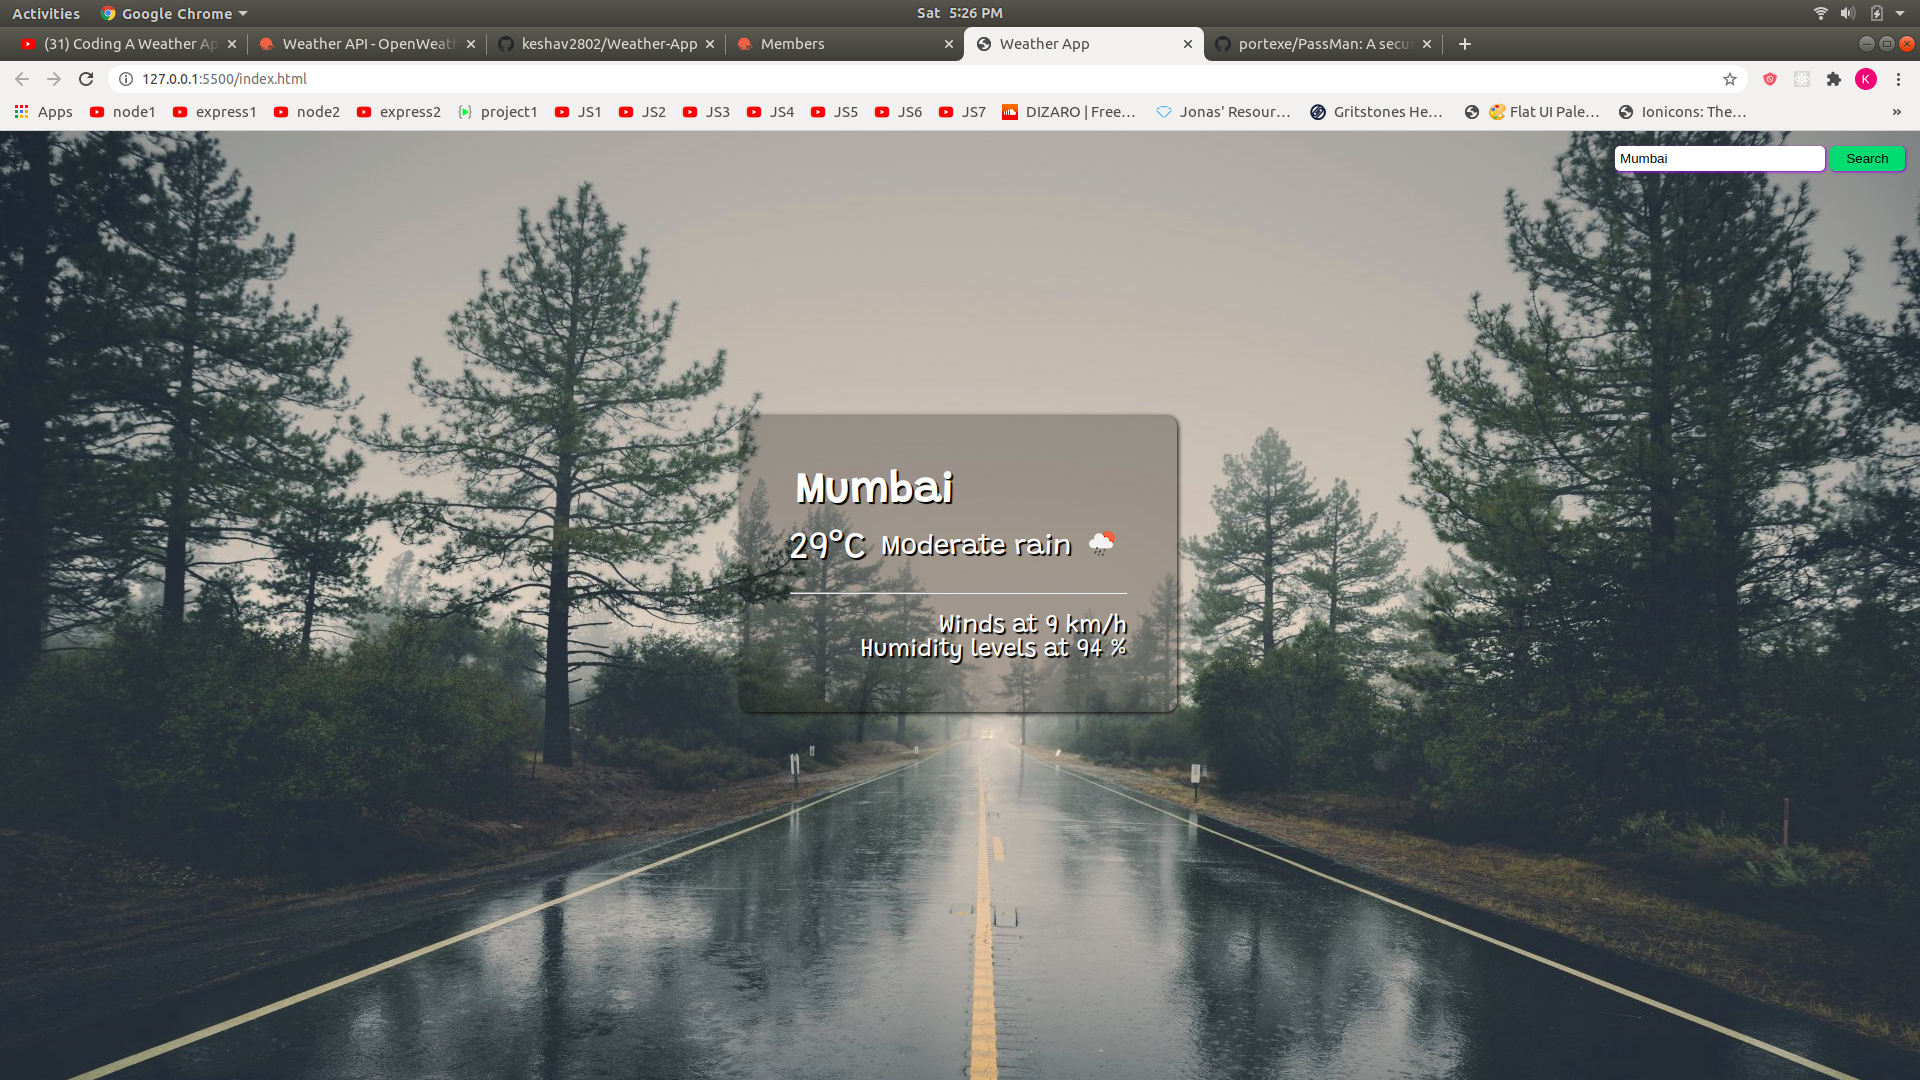 Activities Google Chrome Sat 5:26 PM
(31) Coding A Weather Ap Weather API - OpenWeath keshav2802/Weather-App Members Weather App portexe/PassMan: A secu
127.0.0.1:5500/index.html K
Apps node1 express1 node2 express2 project1 JS1 JS2 JS3 JS4 JS5 JS6 JS7 DIZARO | Free… Jonas' Resour… Gritstones He… Flat UI Pale… Ionicons: The… »
Mumbai Search
Mumbai
29°C Moderate rain
Winds at 9 km/h
Humidity levels at 94 %